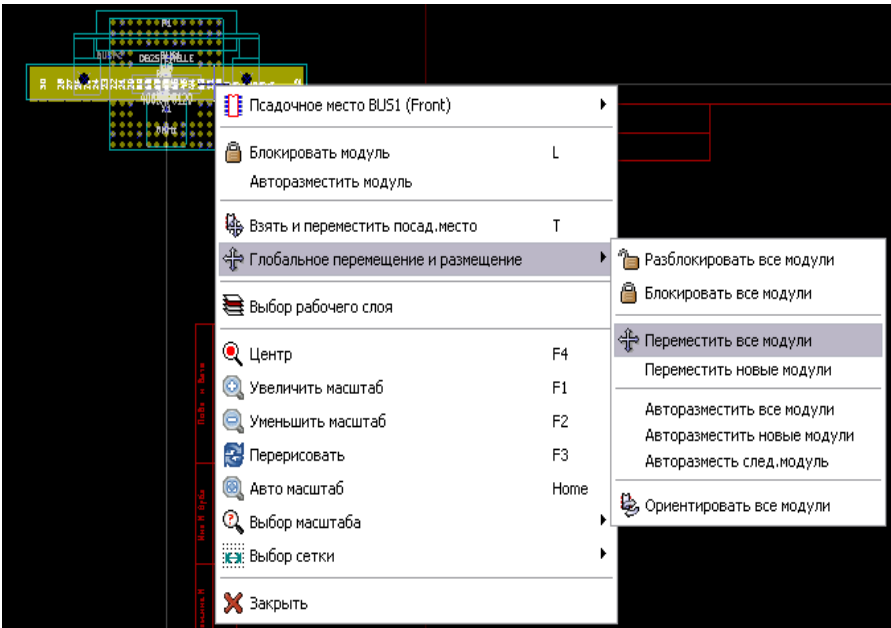 P1
BUS1
Псадочное место BUS1 (Front)
Блокировать модуль L
Авторазместить модуль
Взять и переместить посад.место T
Глобальное перемещение и размещение
Выбор рабочего слоя
Центр F4
Увеличить масштаб F1
Уменьшить масштаб F2
Перерисовать F3
Авто масштаб Home
Выбор масштаба
Выбор сетки
Закрыть
Разблокировать все модули
Блокировать все модули
Переместить все модули
Переместить новые модули
Авторазместить все модули
Авторазместить новые модули
Авторазместь след.модуль
Ориентировать все модули